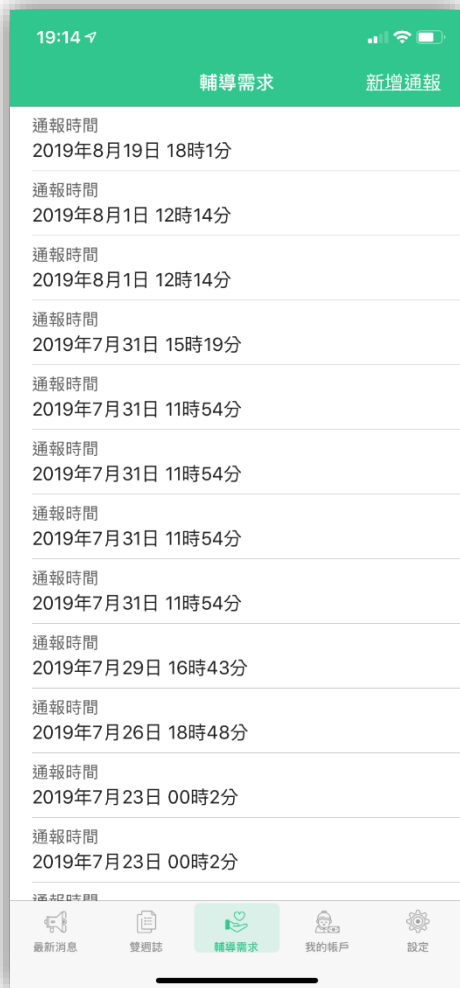 19:14
輔導需求
新增通報
通報時間
2019年8月19日 18時1分
通報時間
2019年8月1日 12時14分
通報時間
2019年8月1日 12時14分
通報時間
2019年7月31日 15時19分
通報時間
2019年7月31日 11時54分
通報時間
2019年7月31日 11時54分
通報時間
2019年7月31日 11時54分
通報時間
2019年7月31日 11時54分
通報時間
2019年7月29日 16時43分
通報時間
2019年7月26日 18時48分
通報時間
2019年7月23日 00時2分
通報時間
2019年7月23日 00時2分
通報時間
最新消息
雙週誌
輔導需求
我的帳戶
設定